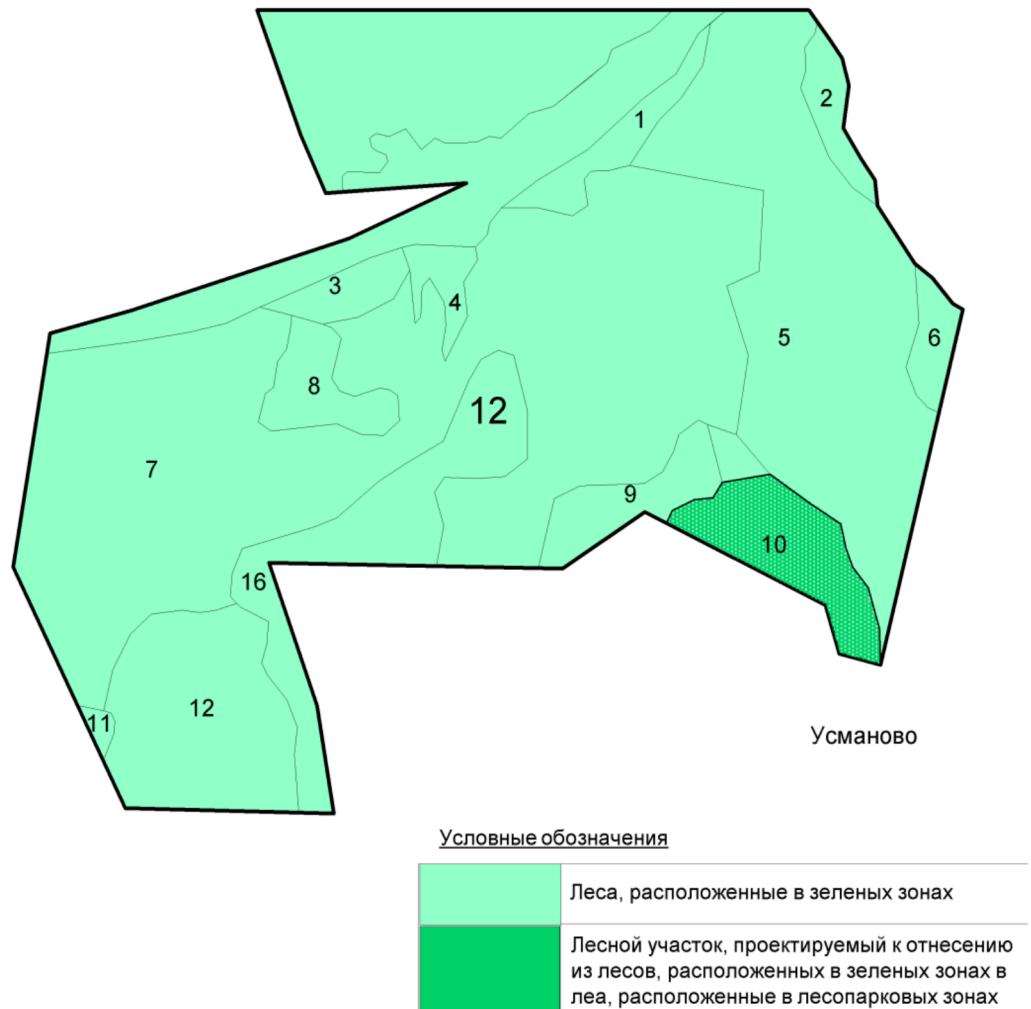 2
1
3
4
5
6
8
12
7
9
10
16
12
11
Усманово
Условные обозначения
Леса, расположенные в зеленых зонах
Лесной участок, проектируемый к отнесению
из лесов, расположенных в зеленых зонах в
леа, расположенные в лесопарковых зонах